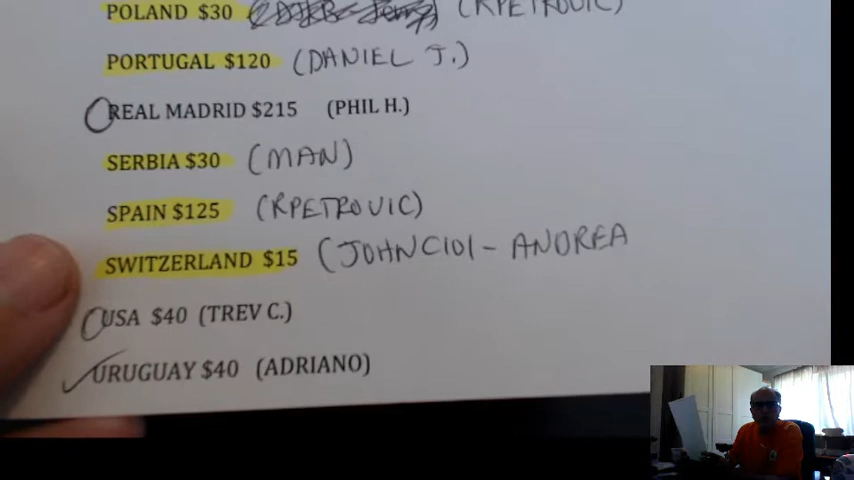 POLAND $30 (RPETROVIC)
PORTUGAL $120 (DANIEL J.)
REAL MADRID $215 (PHIL H.)
SERBIA $30 (MAN)
SPAIN $125 (RPETROVIC)
SWITZERLAND $15 (JOHNC101- ANDREA
USA $40 (TREV C.)
URUGUAY $40 (ADRIANO)